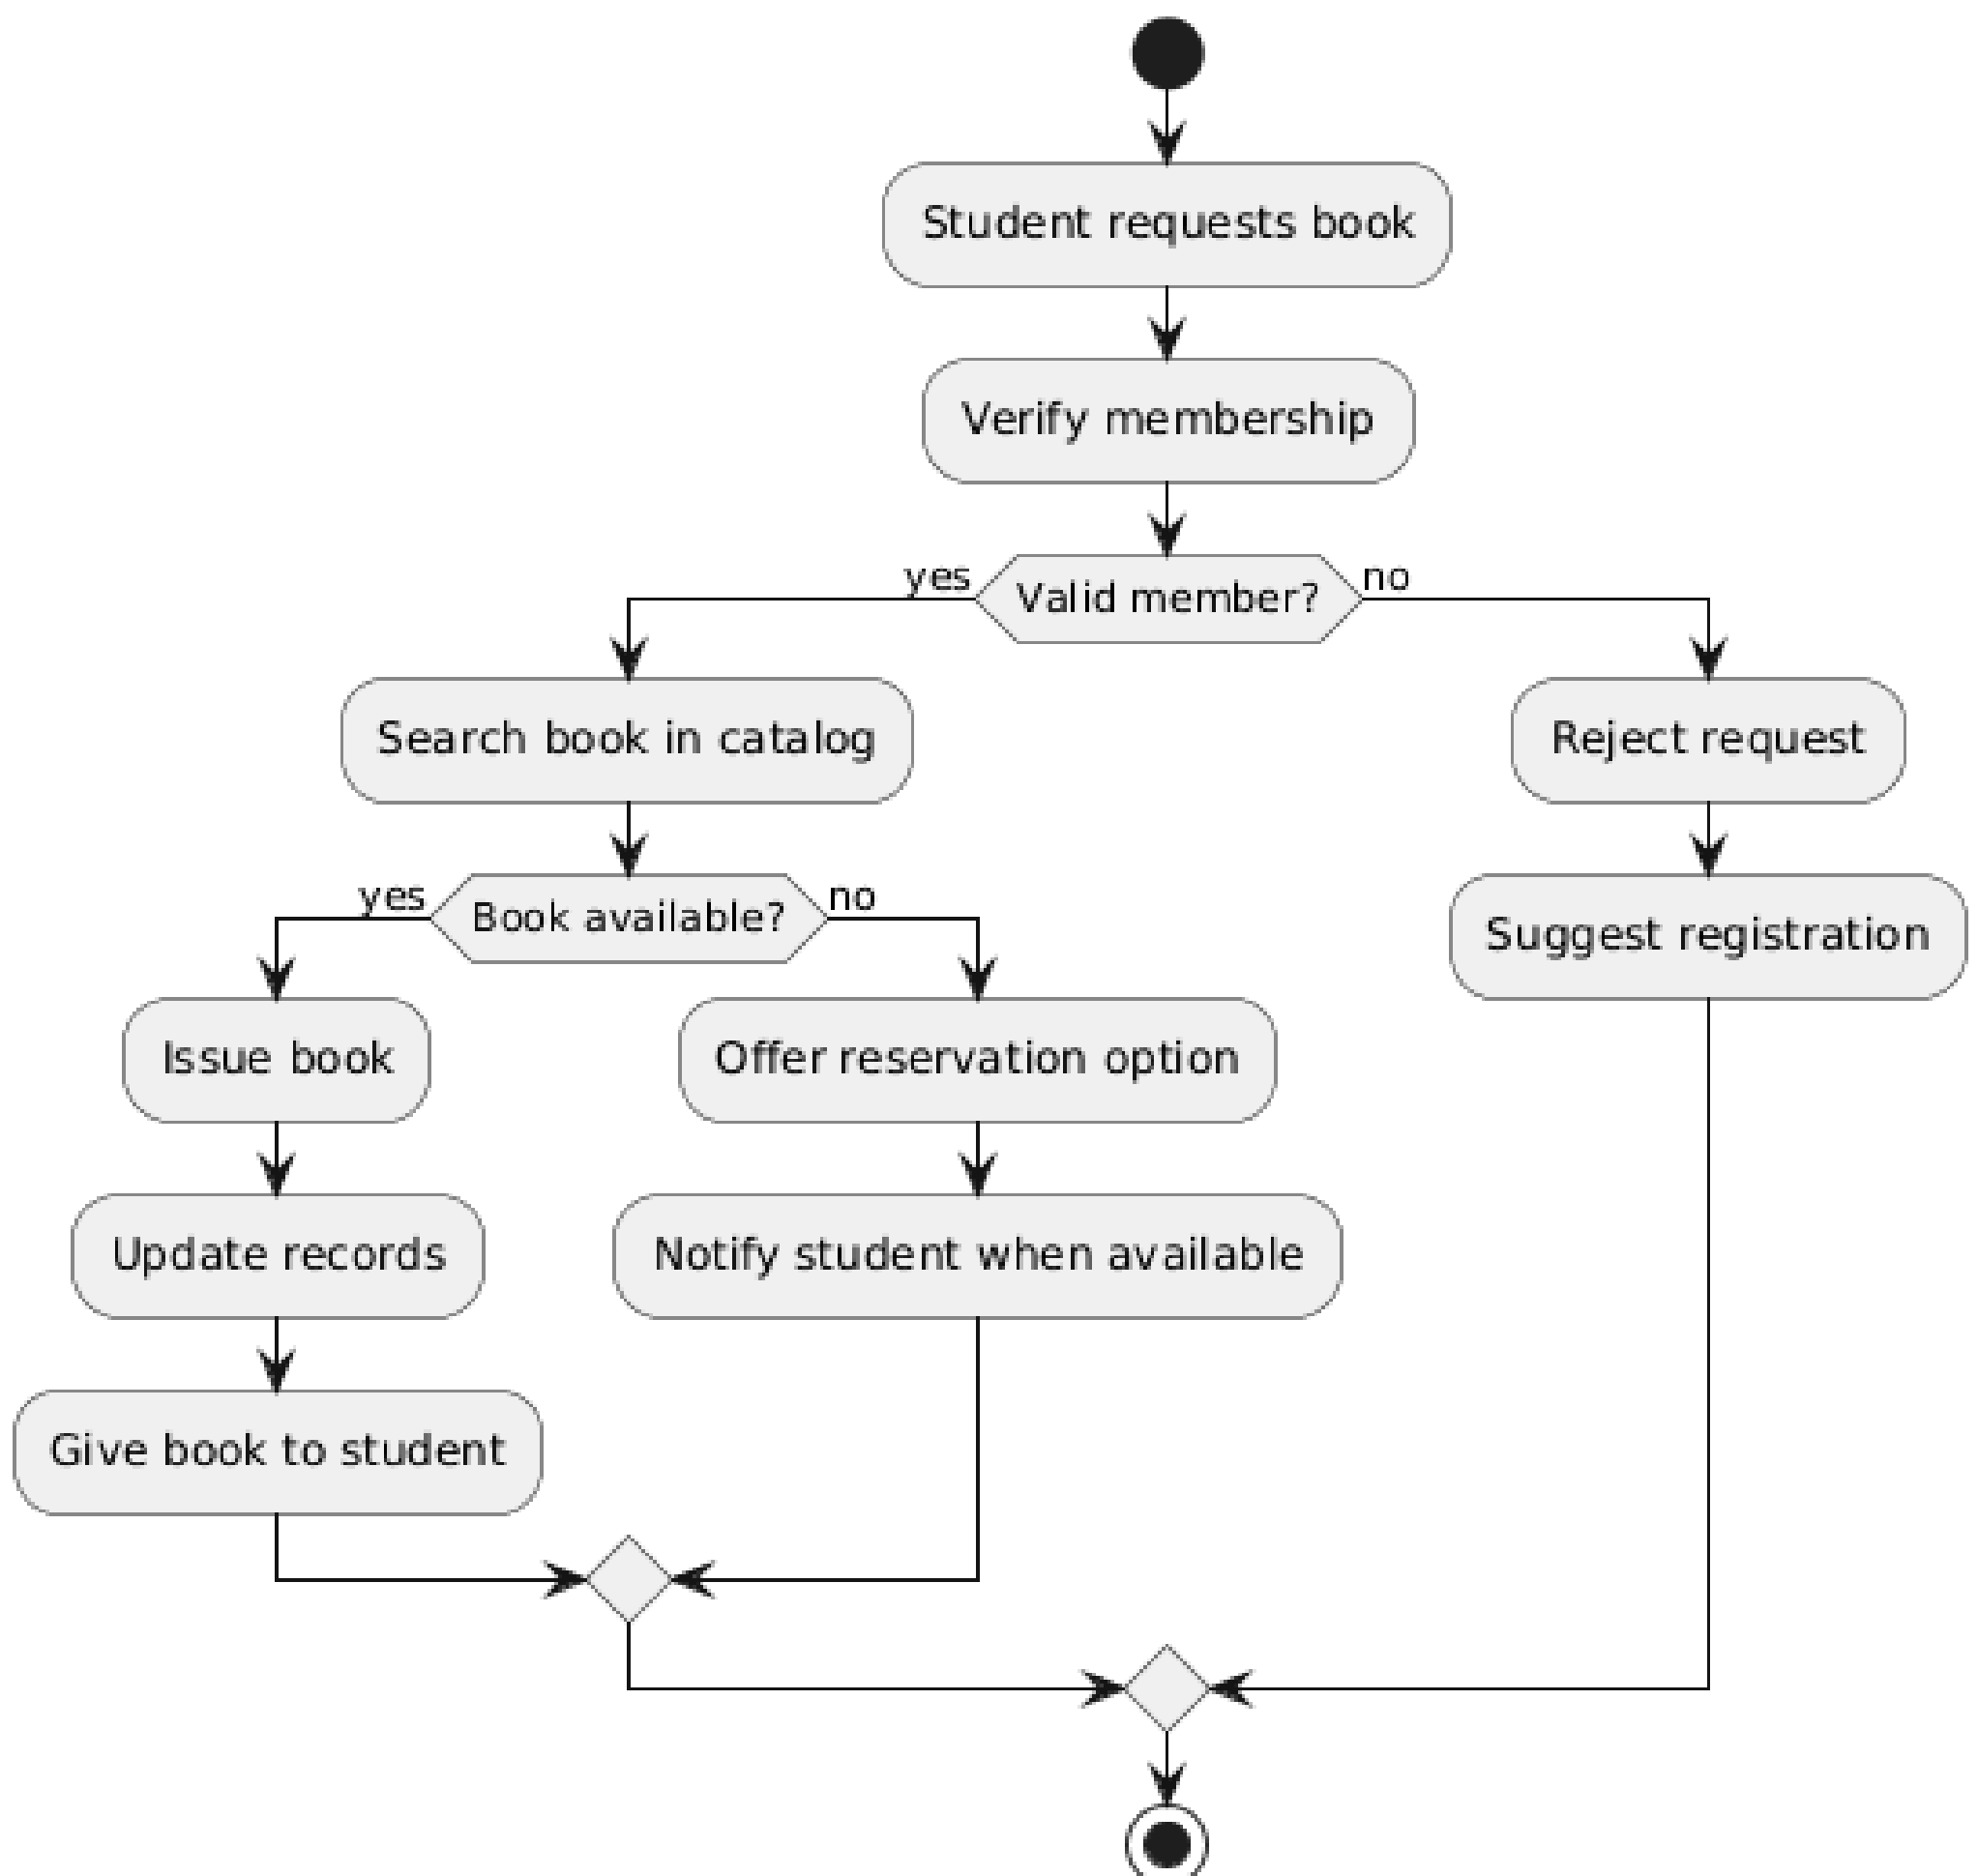 Student requests book
Verify membership
yes
Valid member?
no
Search book in catalog
Reject request
yes
Book available?
no
Suggest registration
Issue book
Offer reservation option
Update records
Notify student when available
Give book to student